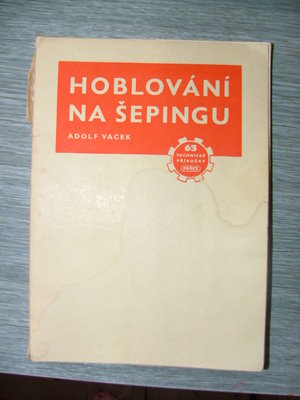 HOBLOVÁNÍ
NA ŠEPINGU
ADOLF VACEK
63
TECHNICKÉ
PŘÍRUČKY
PRÁCE